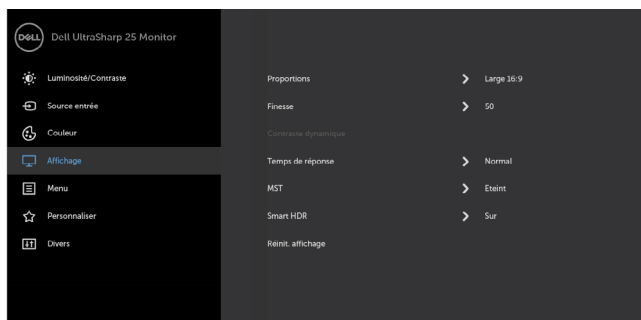 DELL Dell UltraSharp 25 Monitor
Luminosité/Contraste
Source entrée
Couleur
Affichage
Menu
Personnaliser
Divers
Proportions Large 16:9
Finesse 50
Contraste dynamique
Temps de réponse Normal
MST Eteint
Smart HDR Sur
Réinit. affichage